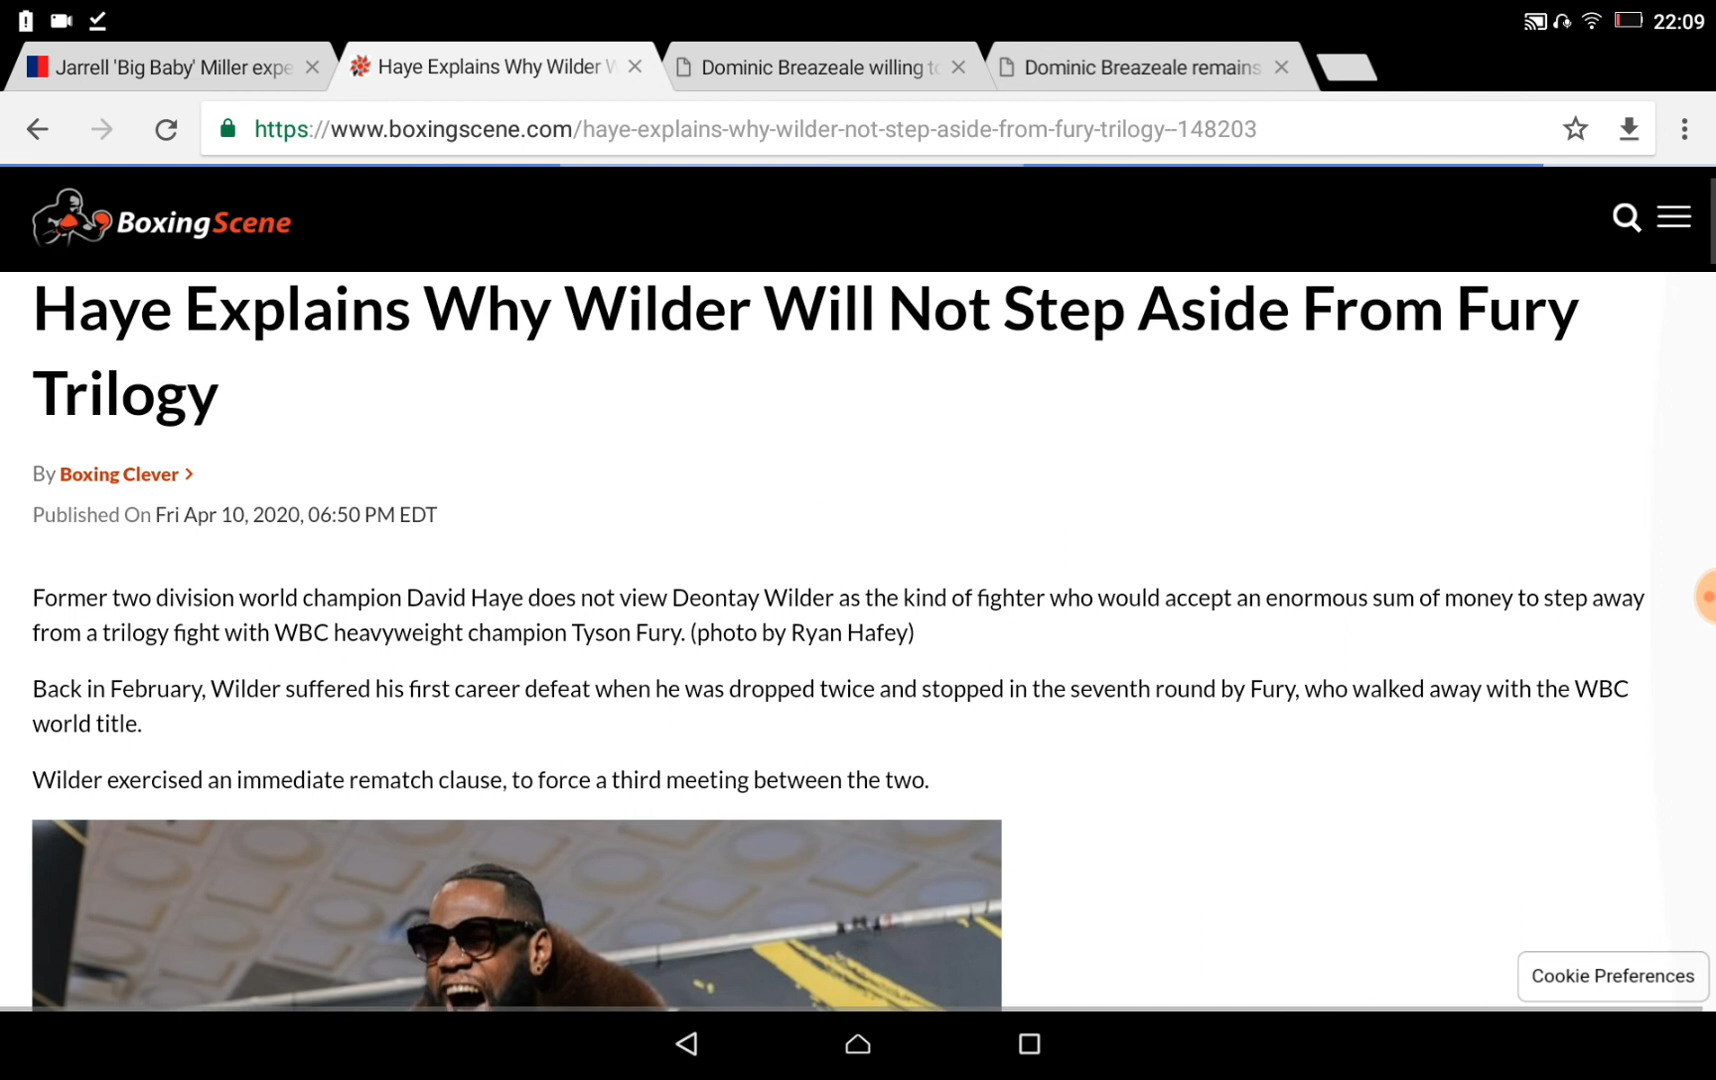 22:09
Jarrell 'Big Baby' Miller expe
Haye Explains Why Wilder W
Dominic Breazeale willing to
Dominic Breazeale remains
https://www.boxingscene.com/haye-explains-why-wilder-not-step-aside-from-fury-trilogy--148203
BoxingScene
Haye Explains Why Wilder Will Not Step Aside From Fury
Trilogy
By Boxing Clever >
Published On Fri Apr 10, 2020, 06:50 PM EDT
Former two division world champion David Haye does not view Deontay Wilder as the kind of fighter who would accept an enormous sum of money to step away
from a trilogy fight with WBC heavyweight champion Tyson Fury. (photo by Ryan Hafey)
Back in February, Wilder suffered his first career defeat when he was dropped twice and stopped in the seventh round by Fury, who walked away with the WBC
world title.
Wilder exercised an immediate rematch clause, to force a third meeting between the two.
Cookie Preferences